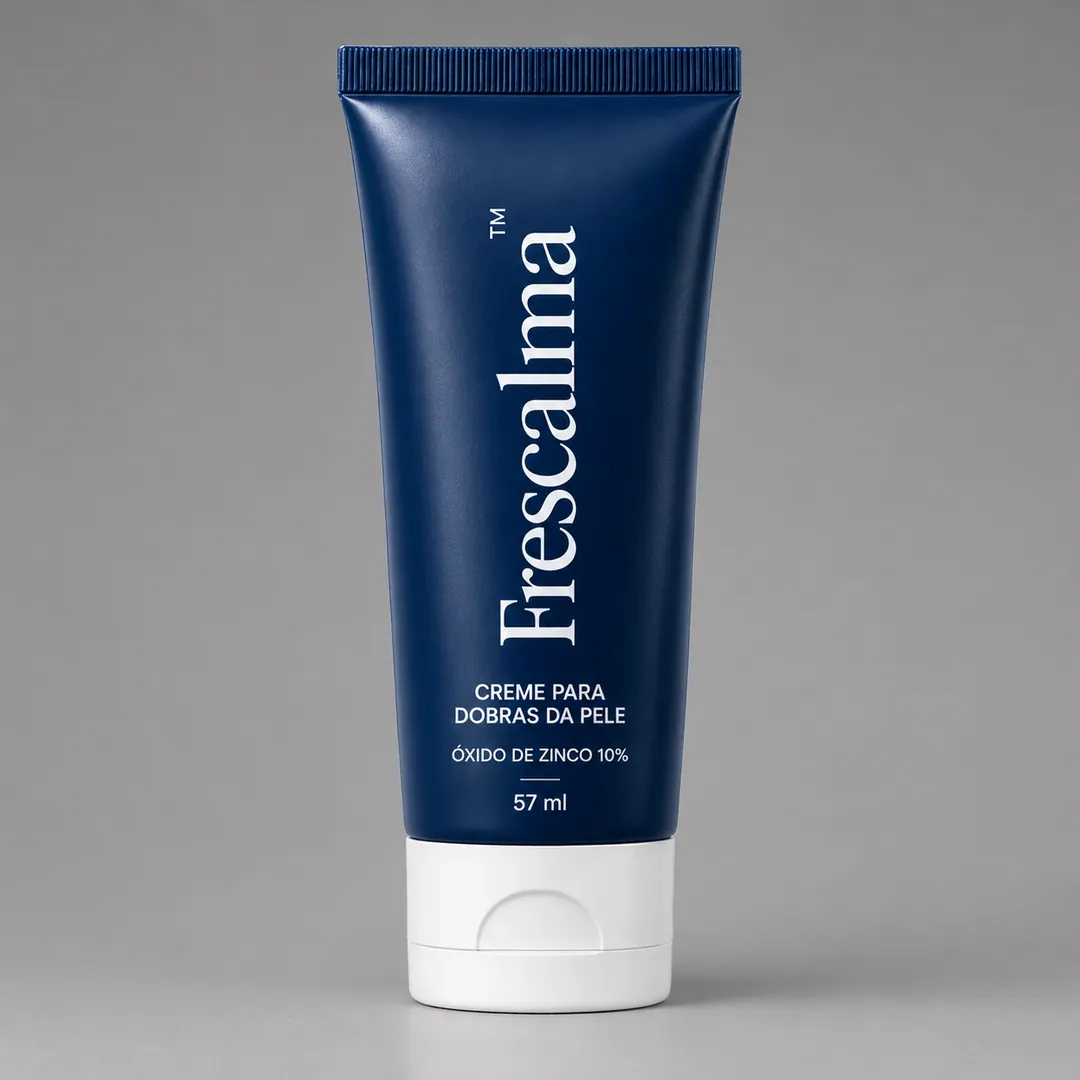 Frescalma™
CREME PARA
DOBRAS DA PELE
ÓXIDO DE ZINCO 10%
57 ml